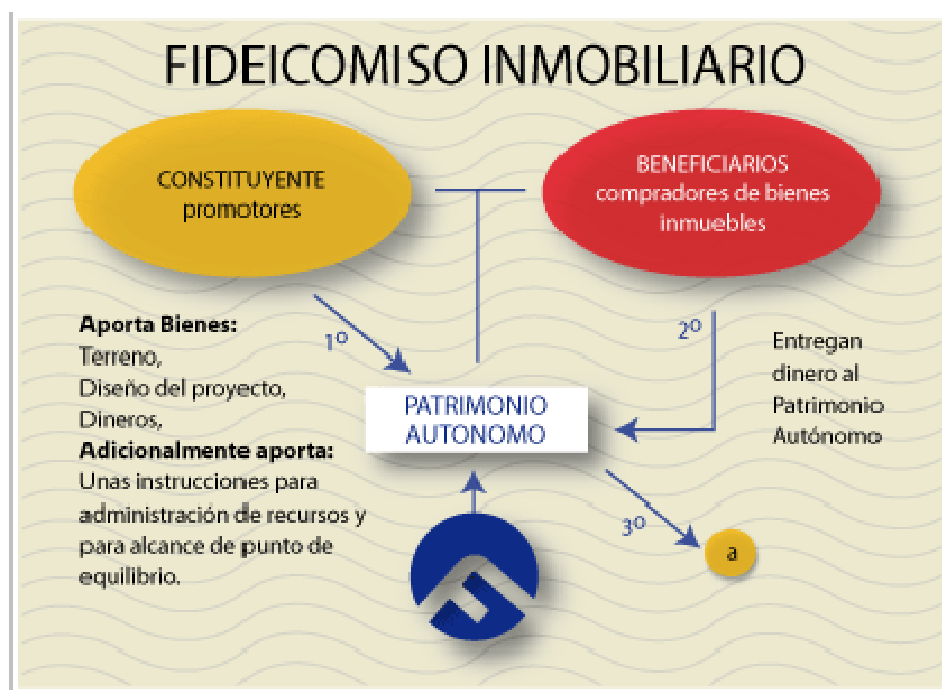 FIDEICOMISO INMOBILIARIO
CONSTITUYENTE
promotores
BENEFICIARIOS
compradores de bienes
inmuebles
Aporta Bienes:
Terreno,
Diseño del proyecto,
Dineros,
Adicionalmente aporta:
Unas instrucciones para
administración de recursos y
para alcance de punto de
equilibrio.
1º
2º
Entregan
dinero al
Patrimonio
Autónomo
PATRIMONIO
AUTONOMO
3º
a